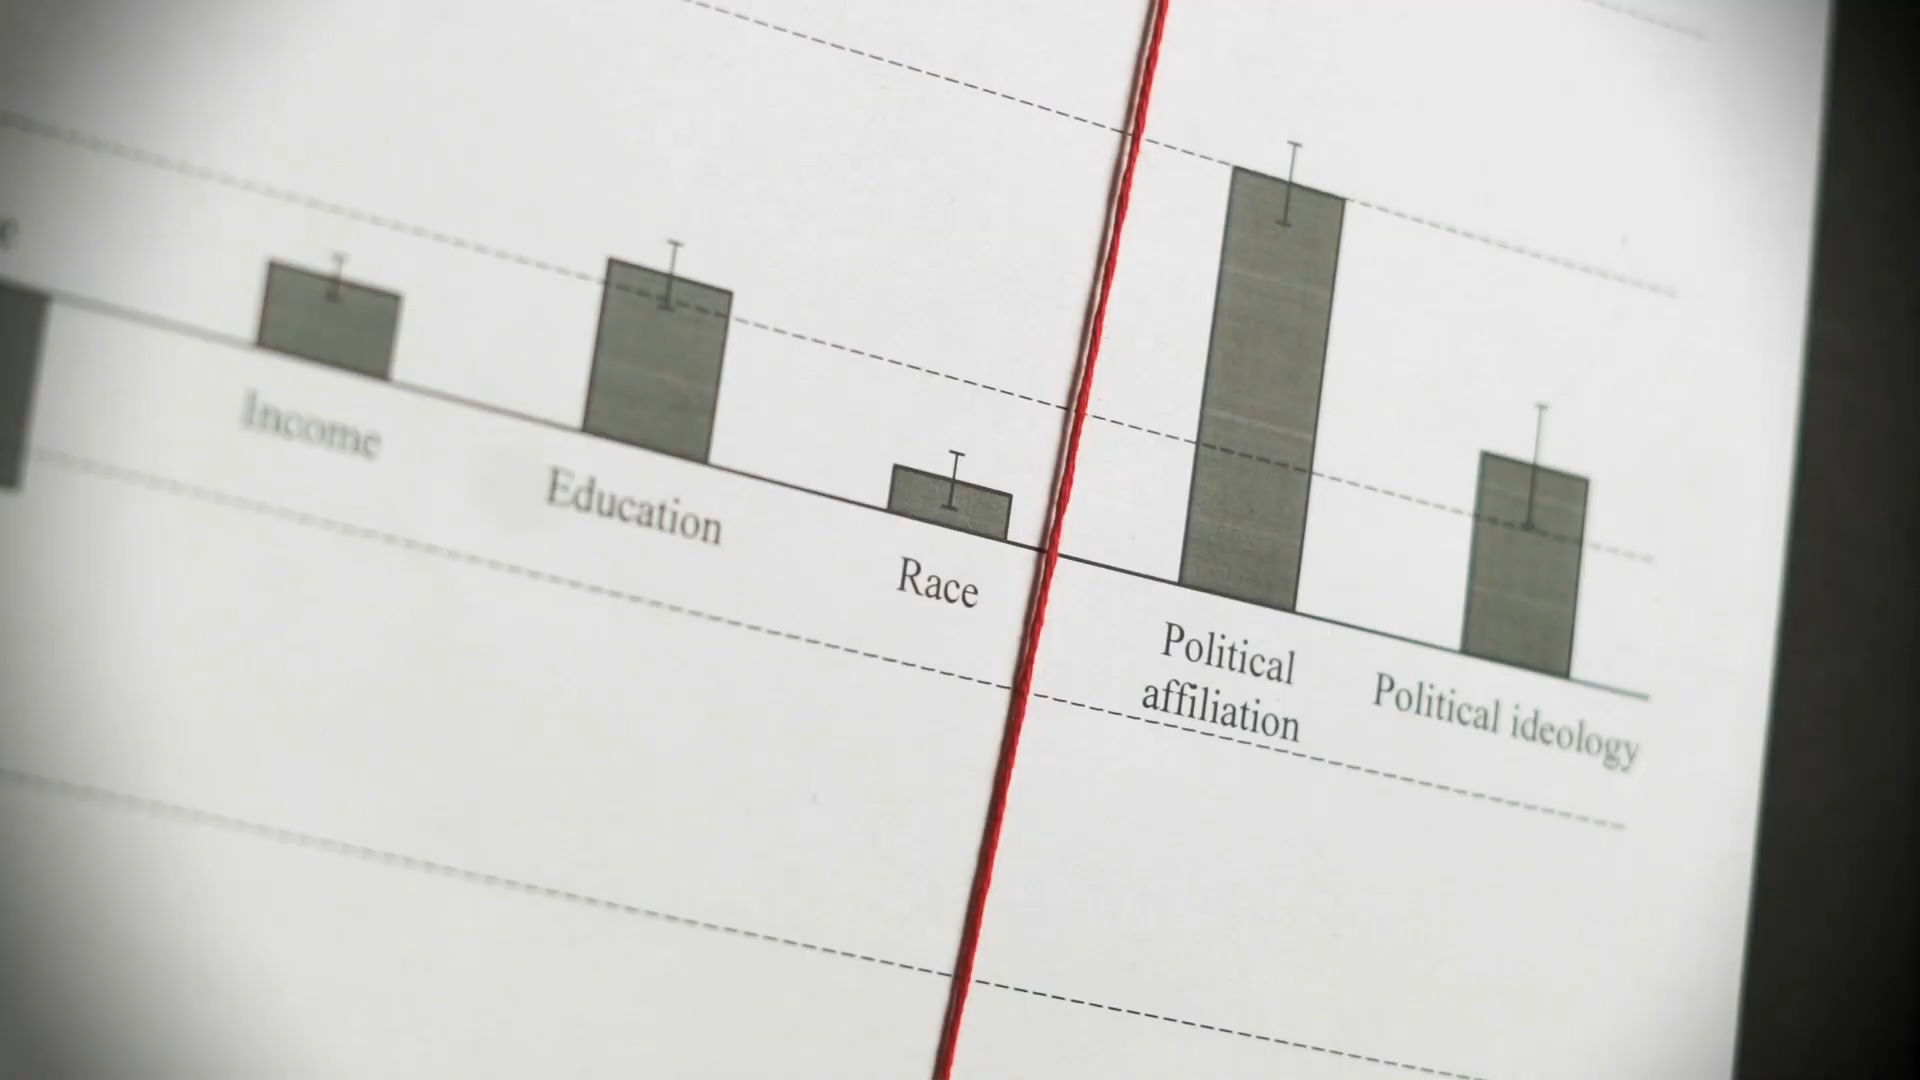 Income
Education
Race
Political
affiliation
Political ideology